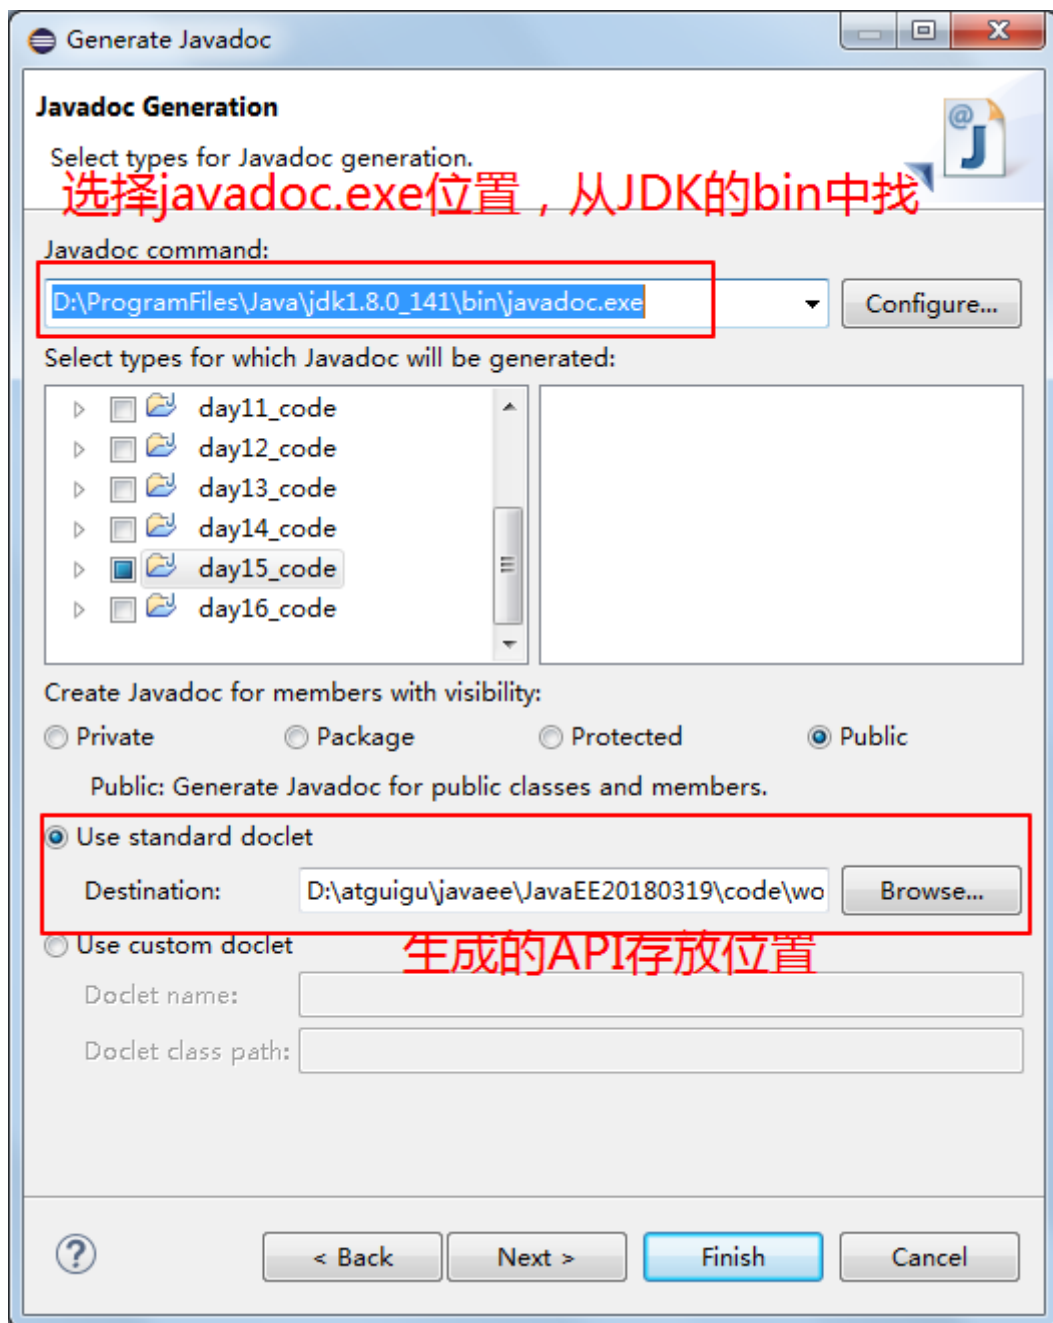 Generate Javadoc
Javadoc Generation
Select types for Javadoc generation.
选择javadoc.exe位置，从JDK的bin中找
Javadoc command:
D:\ProgramFiles\Java\jdk1.8.0_141\bin\javadoc.exe
Configure...
Select types for which Javadoc will be generated:
day11_code
day12_code
day13_code
day14_code
day15_code
day16_code
Create Javadoc for members with visibility:
Private Package Protected Public
Public: Generate Javadoc for public classes and members.
Use standard doclet
Destination: D:\atguigu\javaee\JavaEE20180319\code\wo Browse...
Use custom doclet
生成的API存放位置
Doclet name:
Doclet class path:
< Back Next > Finish Cancel